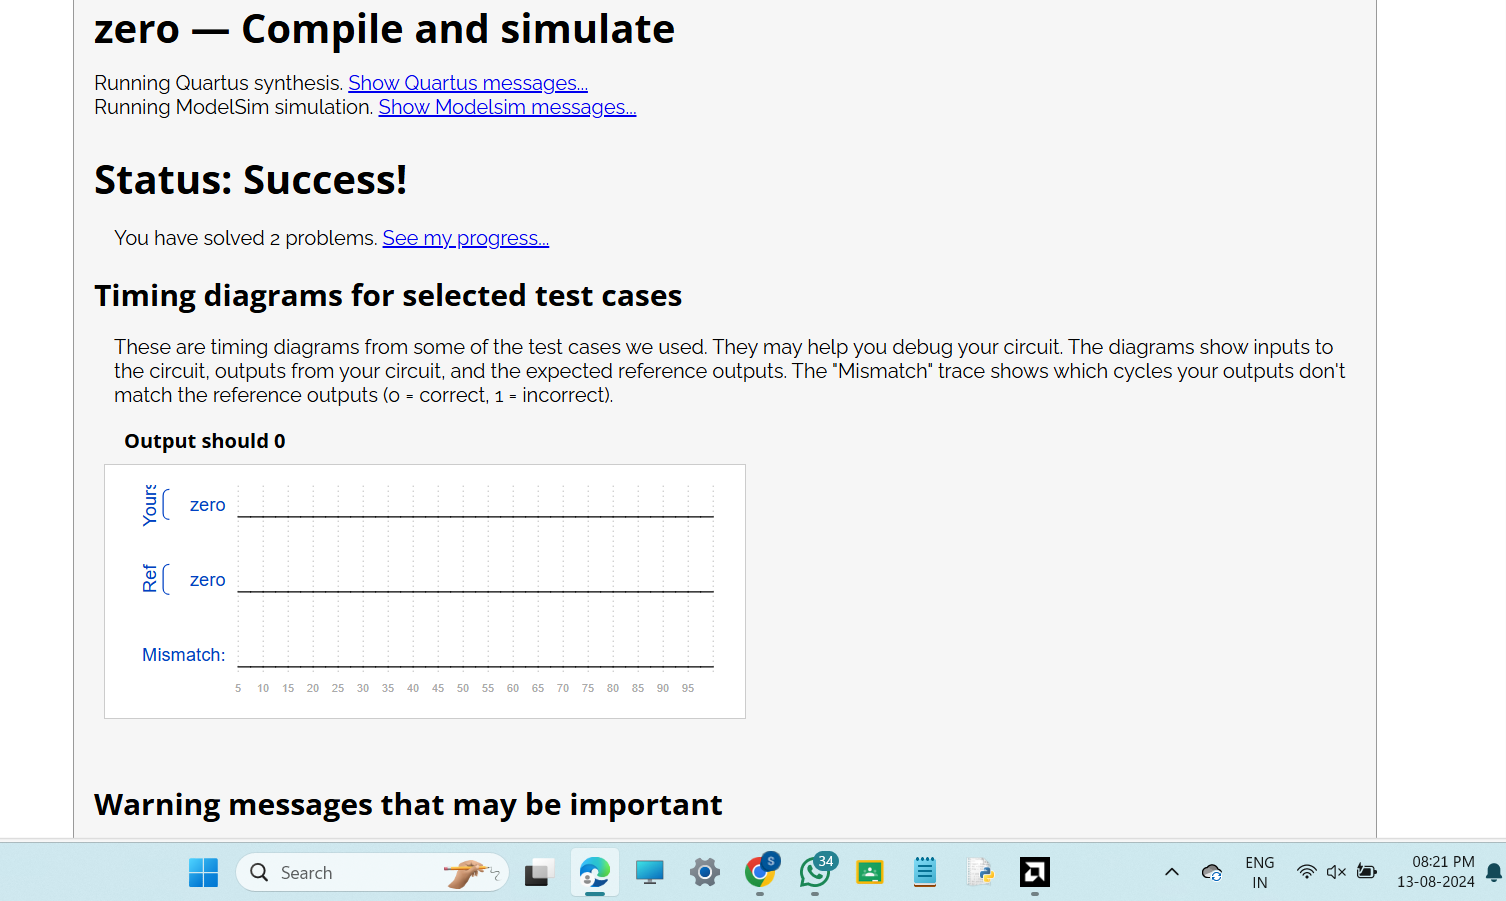 zero — Compile and simulate
Running Quartus synthesis. Show Quartus messages...
Running ModelSim simulation. Show Modelsim messages...
Status: Success!
You have solved 2 problems. See my progress...
Timing diagrams for selected test cases
These are timing diagrams from some of the test cases we used. They may help you debug your circuit. The diagrams show inputs to
the circuit, outputs from your circuit, and the expected reference outputs. The "Mismatch" trace shows which cycles your outputs don't
match the reference outputs (0 = correct, 1 = incorrect).
Output should 0
Yours zero
Ref zero
Mismatch:
5 10 15 20 25 30 35 40 45 50 55 60 65 70 75 80 85 90 95
Warning messages that may be important
Search
S
34
ENG
IN
08:21 PM
13-08-2024